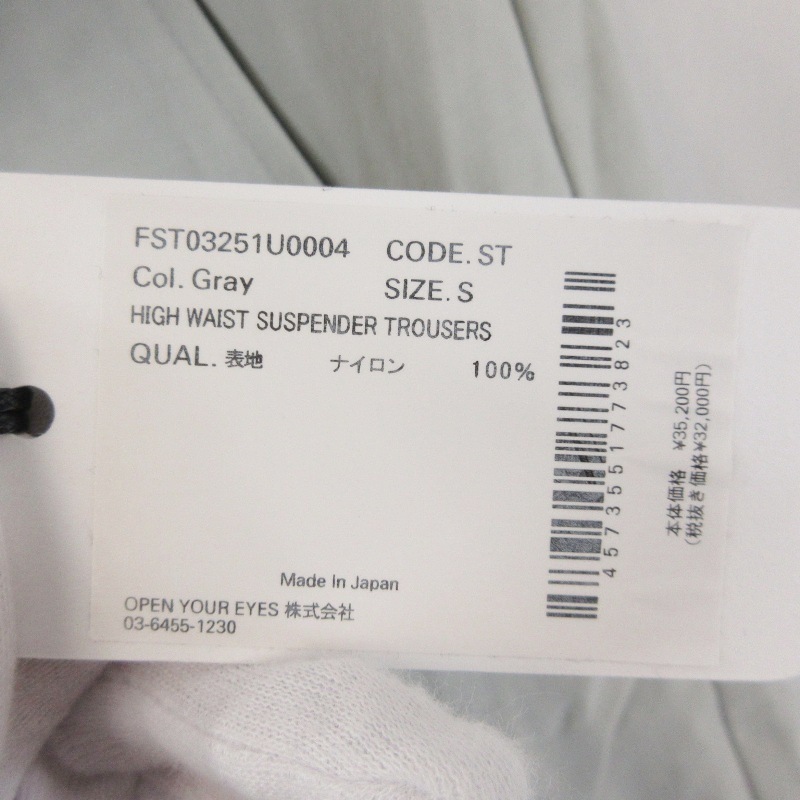 FST03251U0004 CODE. ST
Col. Gray SIZE. S
HIGH WAIST SUSPENDER TROUSERS
QUAL. 表地 ナイロン 100%
4573551773823
本体価格 ¥35,200円
(税抜き価格¥32,000円)
Made In Japan
OPEN YOUR EYES 株式会社
03-6455-1230